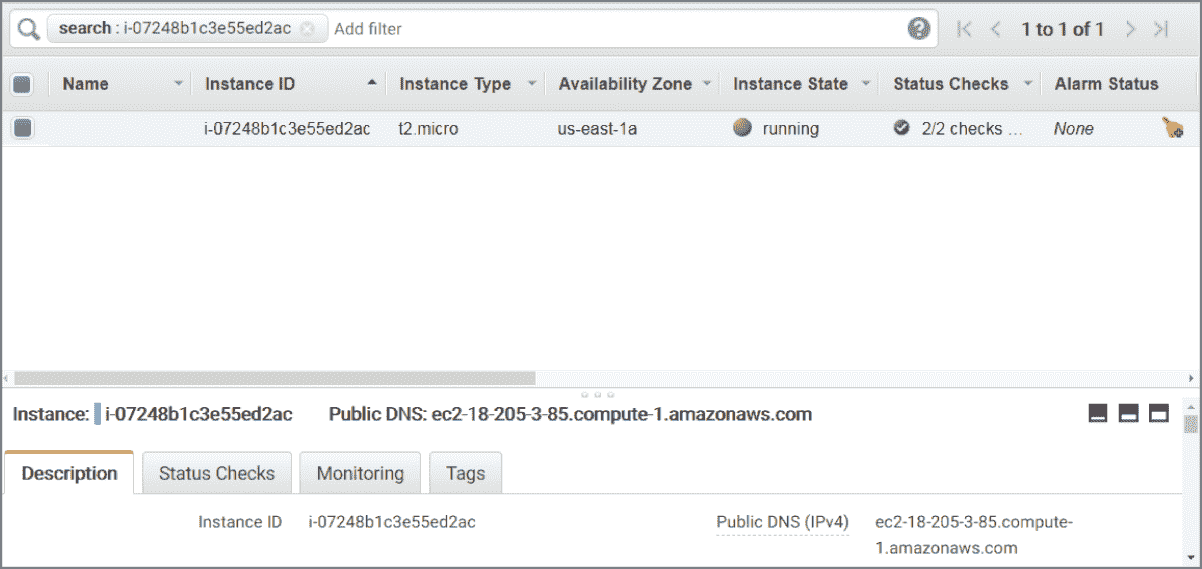 search : i-07248b1c3e55ed2ac Add filter 1 to 1 of 1
Name Instance ID Instance Type Availability Zone Instance State Status Checks Alarm Status
i-07248b1c3e55ed2ac t2.micro us-east-1a running 2/2 checks ... None
Instance: i-07248b1c3e55ed2ac Public DNS: ec2-18-205-3-85.compute-1.amazonaws.com
Description Status Checks Monitoring Tags
Instance ID i-07248b1c3e55ed2ac Public DNS (IPv4) ec2-18-205-3-85.compute-
1.amazonaws.com